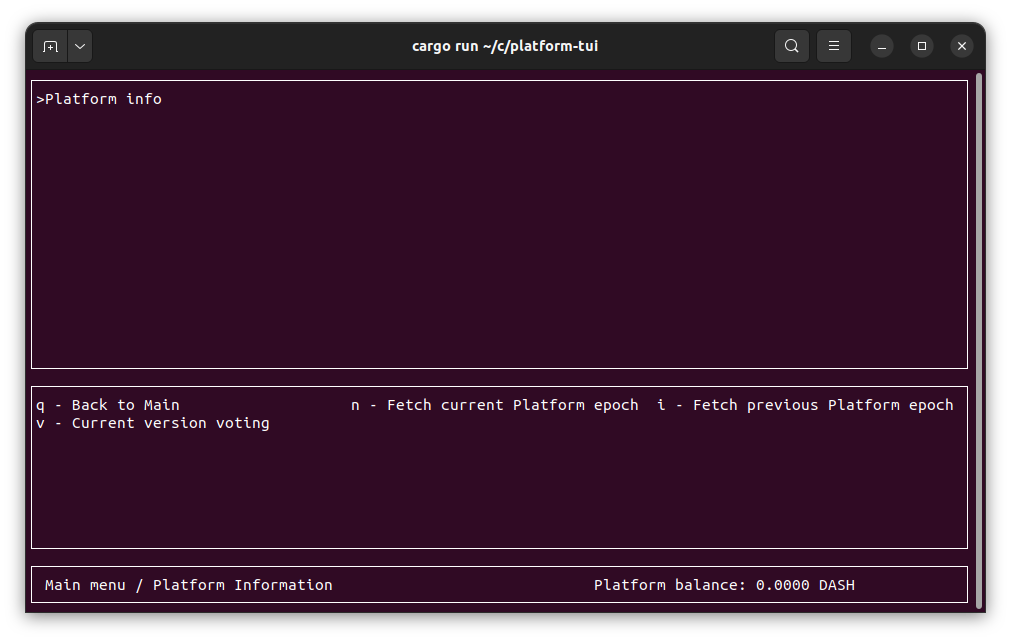 cargo run ~/c/platform-tui
>Platform info
q - Back to Main n - Fetch current Platform epoch i - Fetch previous Platform epoch
v - Current version voting
Main menu / Platform Information Platform balance: 0.0000 DASH